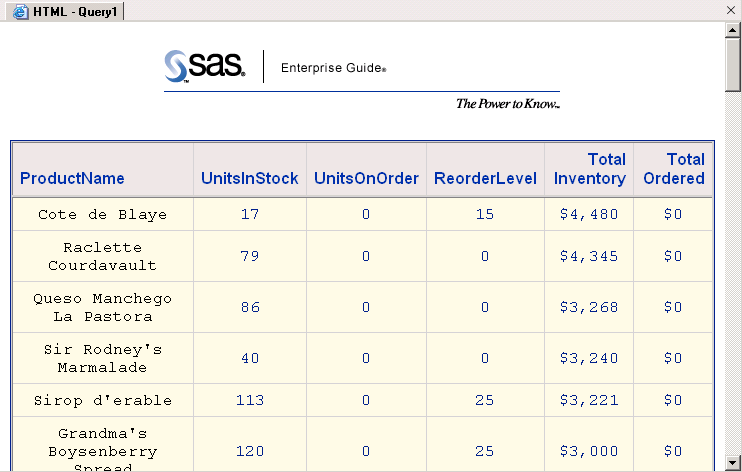 HTML - Query1
sas. Enterprise Guide®
™
The Power to Know™
Total Total
ProductName UnitsInStock UnitsOnOrder ReorderLevel Inventory Ordered
Cote de Blaye 17 0 15 $4,480 $0
Raclette
Courdavault 79 0 0 $4,345 $0
Queso Manchego
La Pastora 86 0 0 $3,268 $0
Sir Rodney's
Marmalade 40 0 0 $3,240 $0
Sirop d'erable 113 0 25 $3,221 $0
Grandma's
Boysenberry 120 0 25 $3,000 $0
Spread